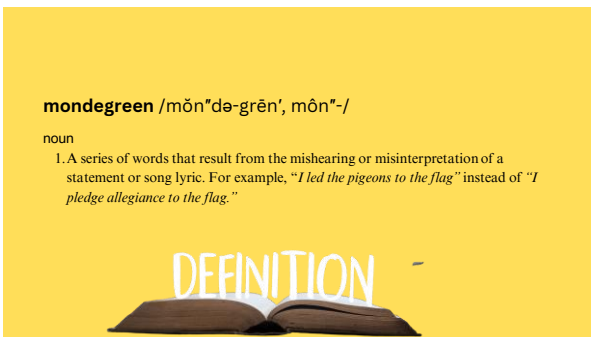 mondegreen /mŏn″də-grēn′, môn″-/
noun
1. A series of words that result from the mishearing or misinterpretation of a
statement or song lyric. For example, “I led the pigeons to the flag” instead of “I
pledge allegiance to the flag.”
DEFINITION